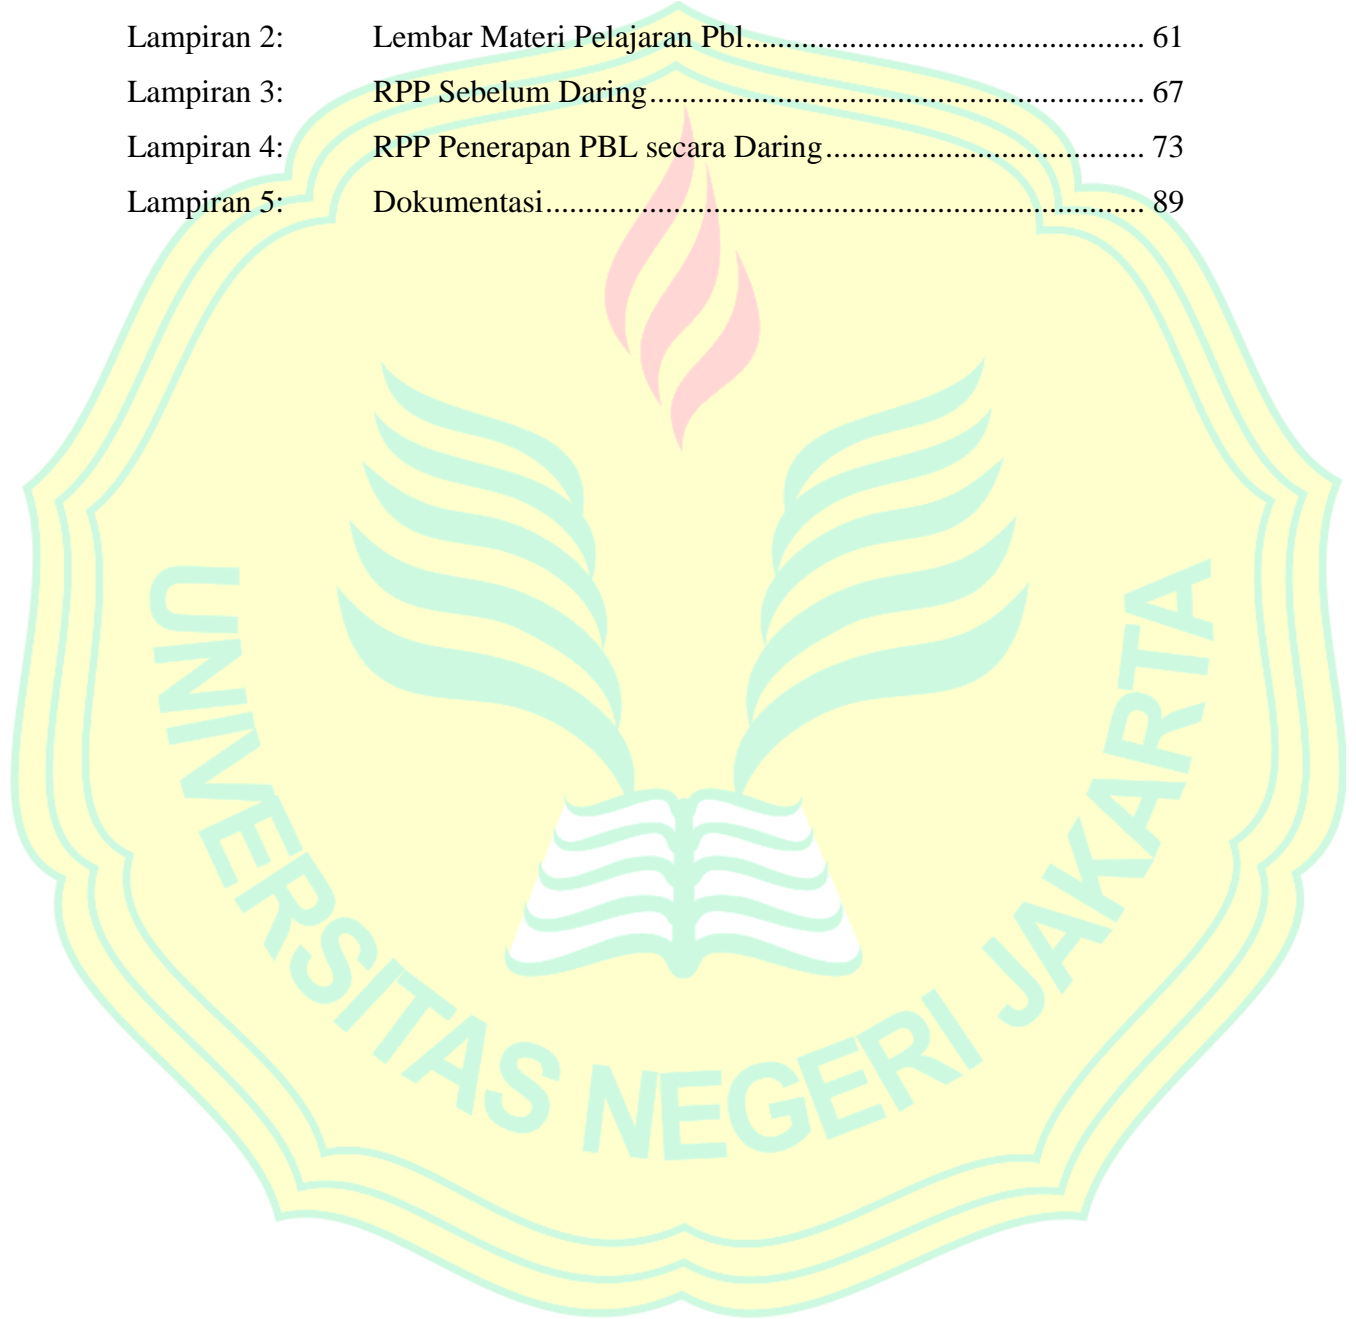 Lampiran 2: Lembar Materi Pelajaran Pbl.................................................. 61
Lampiran 3: RPP Sebelum Daring.............................................................. 67
Lampiran 4: RPP Penerapan PBL secara Daring........................................ 73
Lampiran 5: Dokumentasi........................................................................... 89
UNIVERSITAS NEGERI JAKARTA